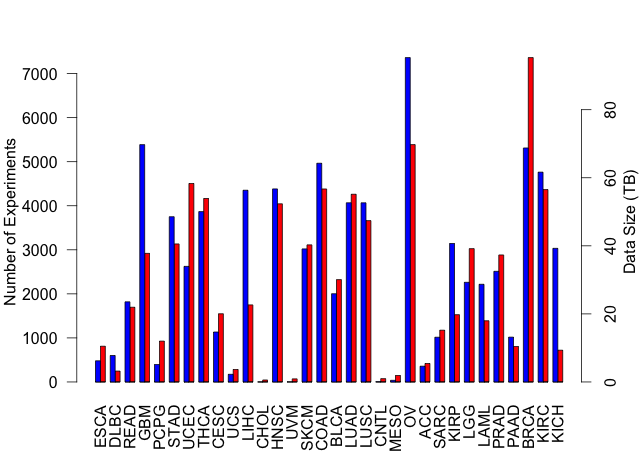 Number of Experiments
7000
6000
5000
4000
3000
2000
1000
0
Data Size (TB)
80
60
40
20
0
ESCA
DLBC
READ
GBM
PCPG
STAD
UCEC
THCA
CESC
UCS
LIHC
CHOL
HNSC
UVM
SKCM
COAD
BLCA
LUAD
LUSC
CNTL
MESO
OV
ACC
SARC
KIRP
LGG
LAML
PRAD
PAAD
BRCA
KIRC
KICH